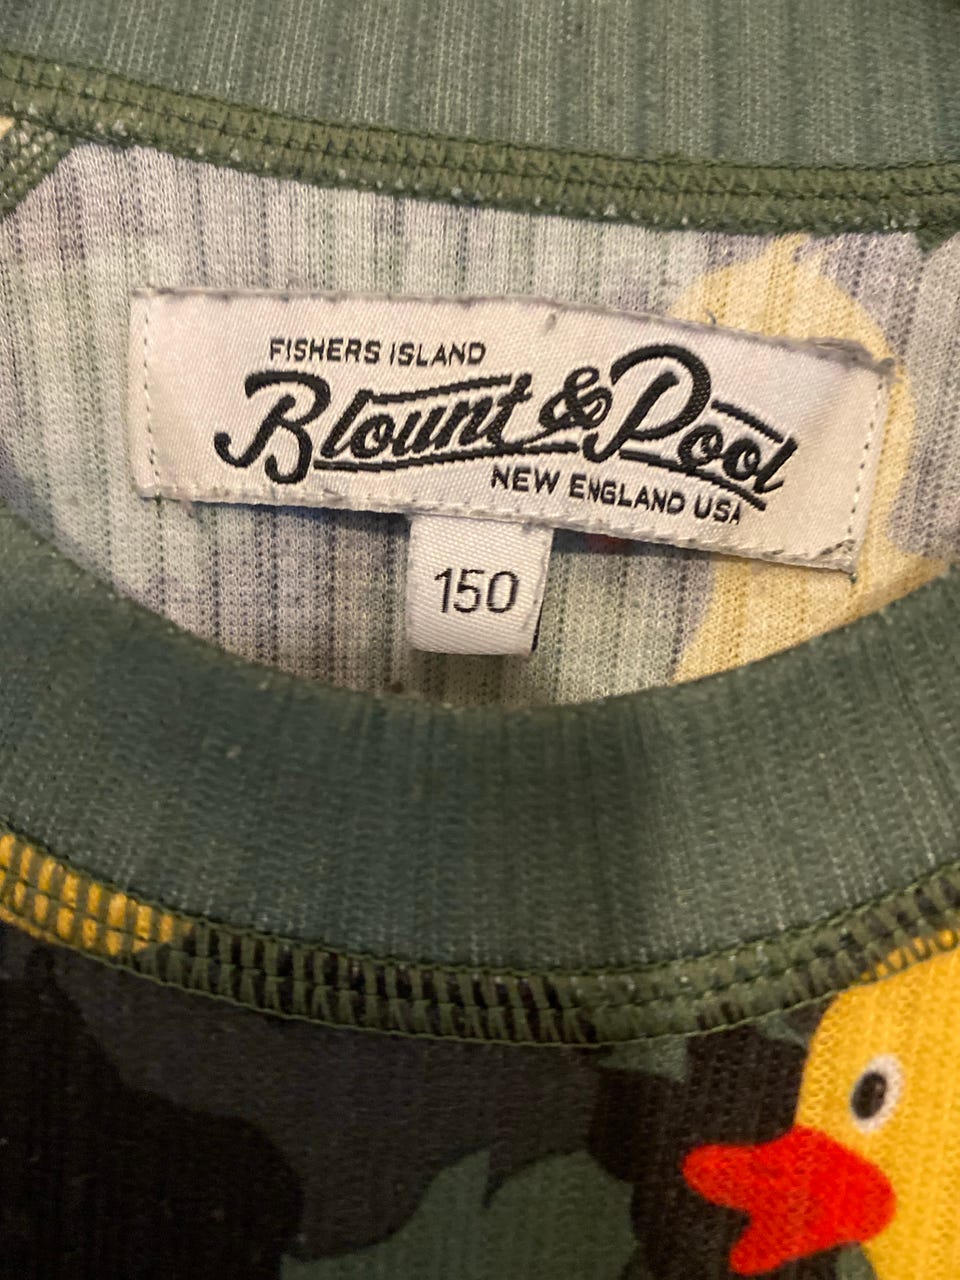 FISHERS ISLAND
Blount & Pool
NEW ENGLAND USA
150